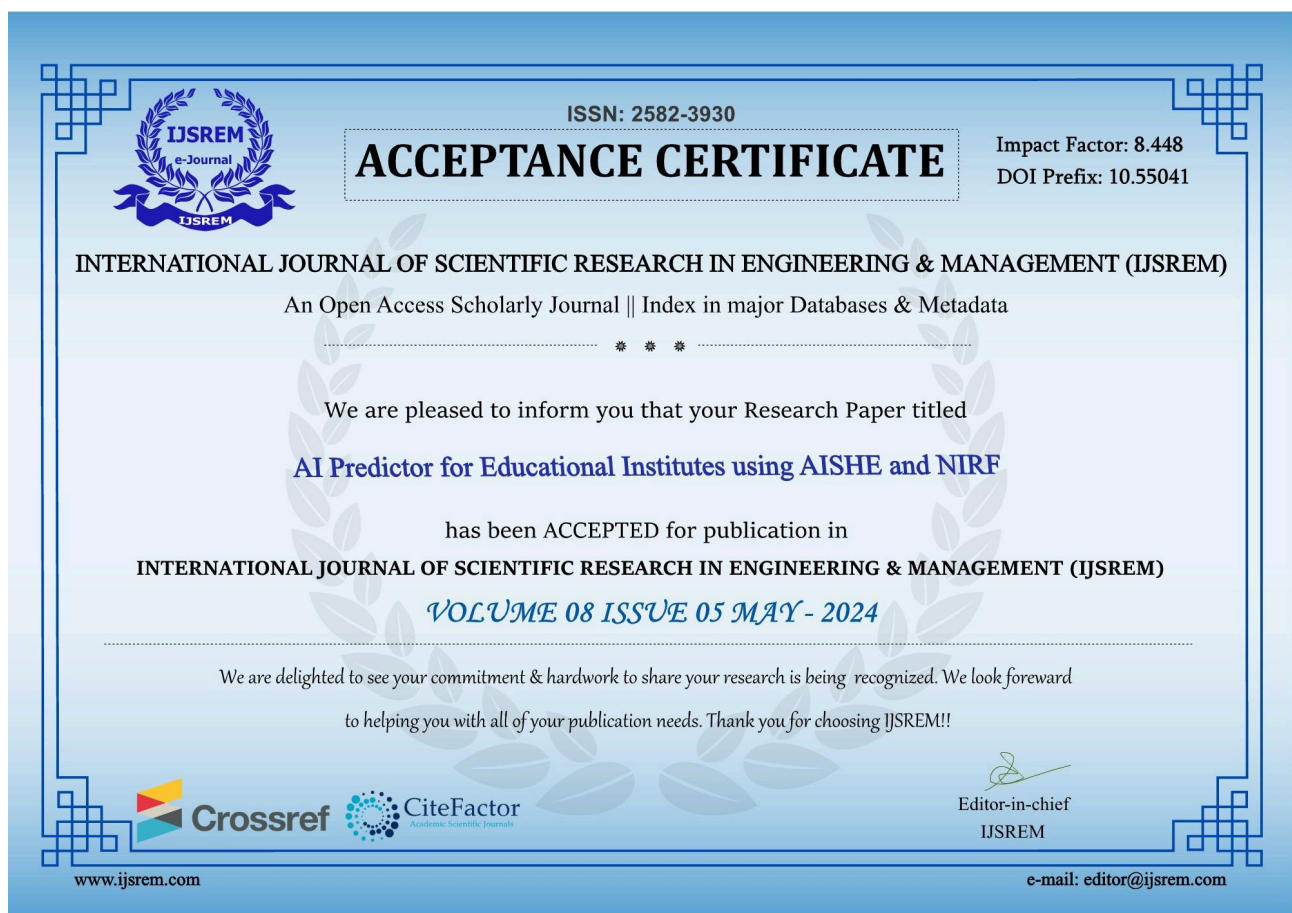 IJSREM
e-Journal
IJSREM
ISSN: 2582-3930
ACCEPTANCE CERTIFICATE
Impact Factor: 8.448
DOI Prefix: 10.55041
INTERNATIONAL JOURNAL OF SCIENTIFIC RESEARCH IN ENGINEERING & MANAGEMENT (IJSREM)
An Open Access Scholarly Journal || Index in major Databases & Metadata
We are pleased to inform you that your Research Paper titled
AI Predictor for Educational Institutes using AISHE and NIRF
has been ACCEPTED for publication in
INTERNATIONAL JOURNAL OF SCIENTIFIC RESEARCH IN ENGINEERING & MANAGEMENT (IJSREM)
VOLUME 08 ISSUE 05 MAY - 2024
We are delighted to see your commitment & hardwork to share your research is being recognized. We look foreward
to helping you with all of your publication needs. Thank you for choosing IJSREM!!
Crossref
CiteFactor
Academic Scientific Journals
Editor-in-chief
IJSREM
www.ijsrem.com
e-mail: editor@ijsrem.com